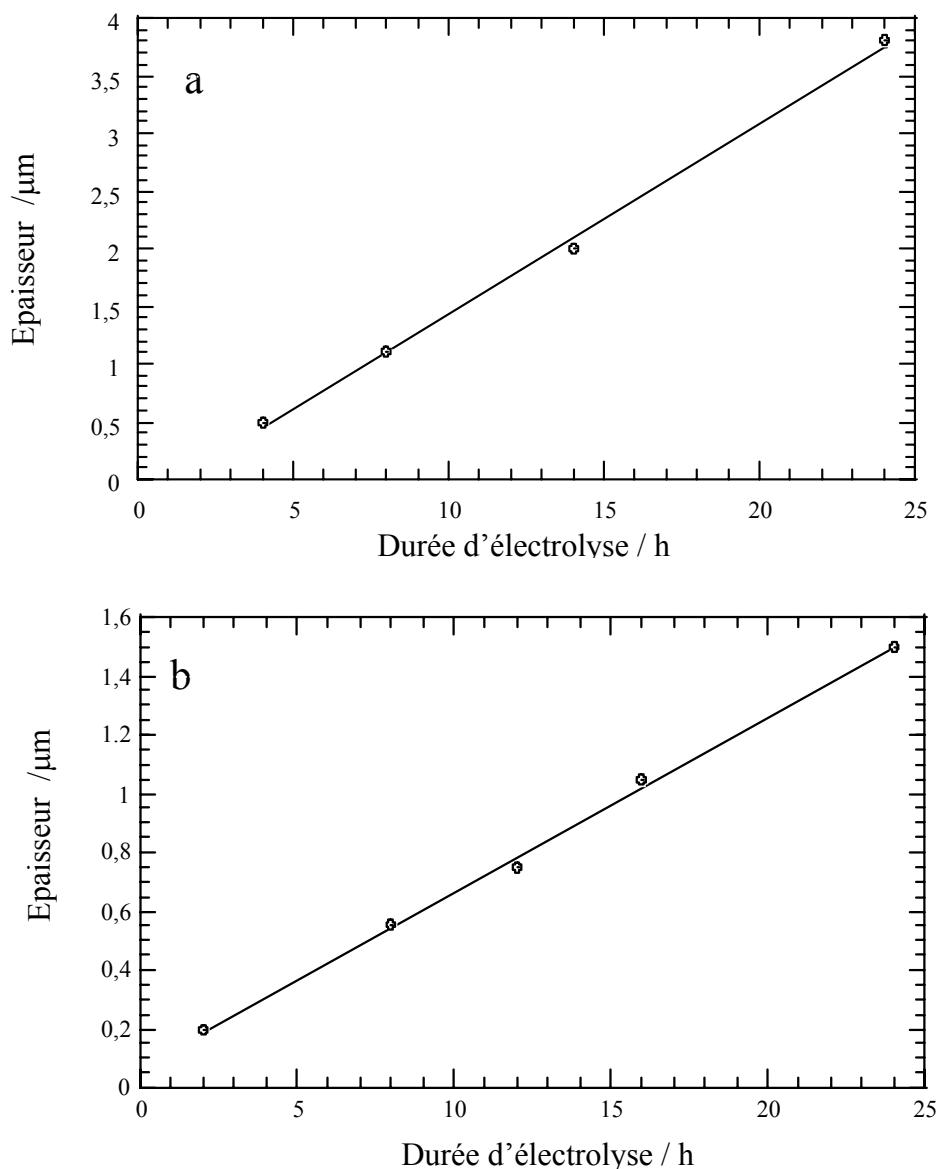 4
3,5
3
2,5
2
1,5
1
0,5
0
a
Epaisseur /µm
0 5 10 15 20 25
Durée d'électrolyse / h
1,6
1,4
1.2
1
0,8
0,6
0,4
0,2
0
b
Epaisseur /µm
0 5 10 15 20 25
Durée d'électrolyse / h